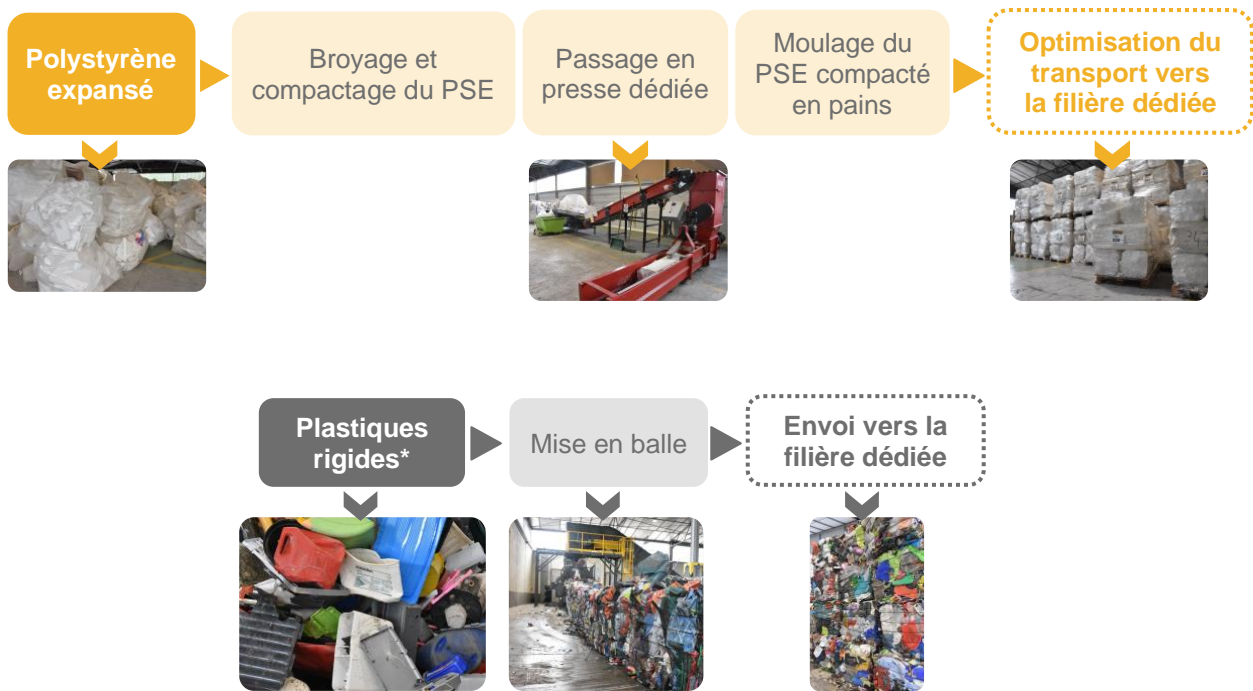 Polystyrène
expansé
Broyage et
compactage du PSE
Passage en
presse dédiée
Moulage du
PSE compacté
en pains
Optimisation du
transport vers
la filière dédiée
Plastiques
rigides*
Mise en balle
Envoi vers la
filière dédiée